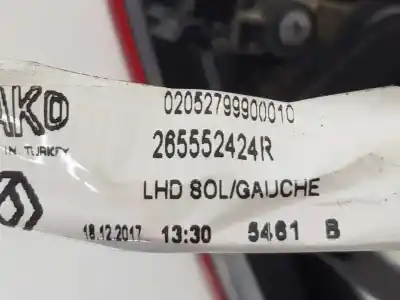 02052799900010
AKO
265552424R
IN TURKEY
LHD SOL/GAUCHE
18.12.2017 13:30 5461 B